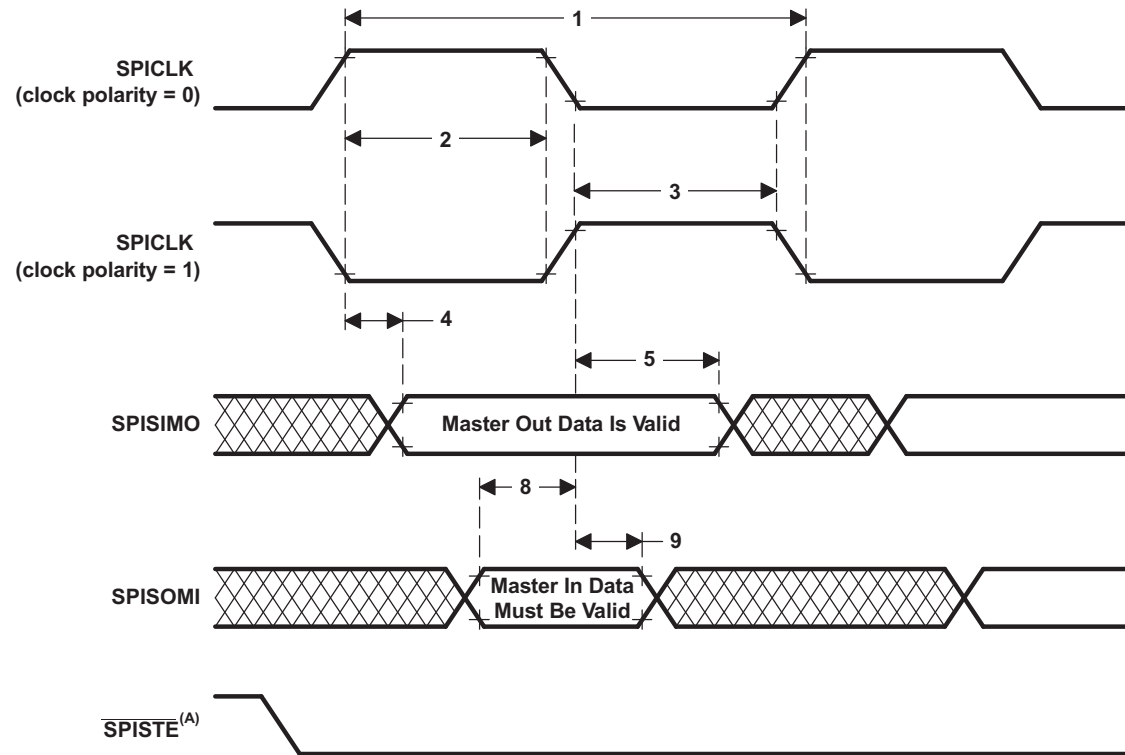 1
SPICLK
(clock polarity = 0)
2
3
SPICLK
(clock polarity = 1)
4
5
SPISIMO
Master Out Data Is Valid
8
9
SPISOMI
Master In Data
Must Be Valid
SPISTE(A)